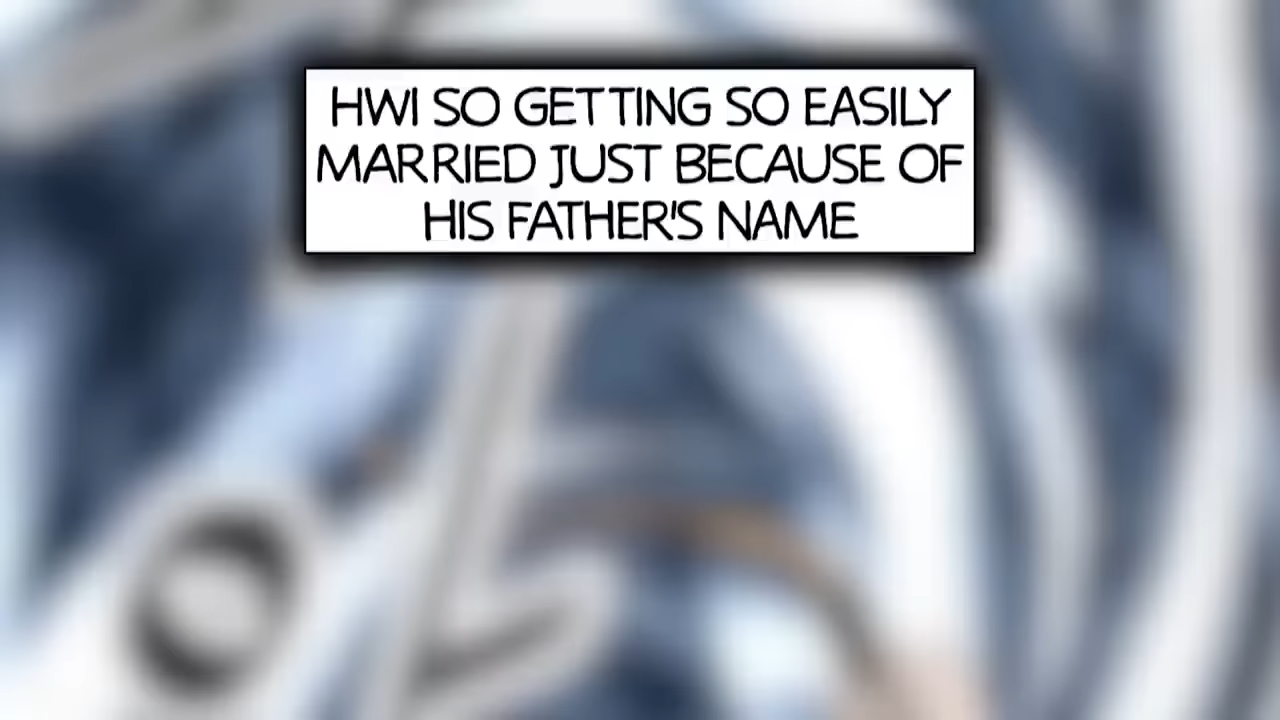 HWI SO GETTING SO EASILY
MARRIED JUST BECAUSE OF
HIS FATHER'S NAME